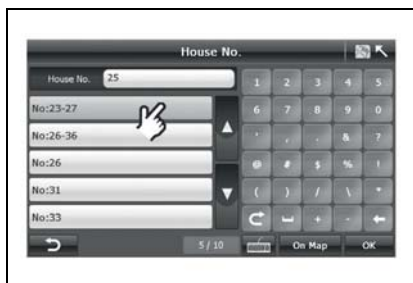 House No.
House No. 25
1 2 3 4 5
No:23-27
6 7 8 9 0
No:26-36
' , . & ?
No:26
@ # $ % !
No:31
( ) / \ *
No:33
+ -
5 / 10 On Map OK